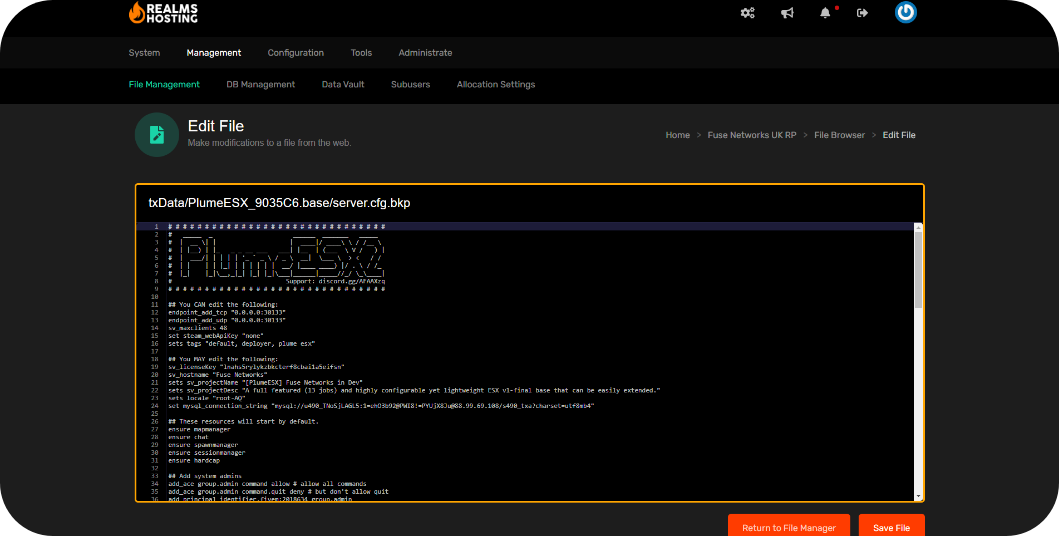 REALMS
HOSTING
System Management Configuration Tools Administrate
File Management DB Management Data Vault Subusers Allocation Settings
Edit File
Make modifications to a file from the web.
Home > Fuse Networks UK RP > File Browser > Edit File
txData/PlumeESX_9035C6.base/server.cfg.bkp
1 # # # # # # # # # # # # # # # # # # # # # # # # # # # # # #
2 #
3 #
4 #
5 #
6 #
7 #
8 # Support: discord.gg/
9 # # # # # # # # # # # # # # # # # # # # # # # # # # # # # #
10
11 ## You CAN edit the following:
12 endpoint_add_tcp "0.0.0.0:30133"
13 endpoint_add_udp "0.0.0.0:30133"
14 sv_maxclients 48
15 set steam_webApiKey "none"
16 sets tags "default, deployer, plume esx"
17
18 ## You MAY edit the following:
19 sv_licenseKey
20 sv_hostname "Fuse Networks"
21 sets sv_projectName "[PlumeESX] Fuse Networks in Dev"
22 sets sv_projectDesc "A full featured (13 jobs) and highly configurable yet lightweight ESX v1-final base that can be easily extended."
23 sets locale "root-AQ"
24 set mysql_connection_string
25
26 ## These resources will start by default.
27 ensure mapmanager
28 ensure chat
29 ensure spawnmanager
30 ensure sessionmanager
31 ensure hardcap
32
33 ## Add system admins
34 add_ace group.admin command allow # allow all commands
35 add_ace group.admin command.quit deny # but don't allow quit
36 add_principal identifier.fivem:2018634 group.admin
Return to File Manager Save File